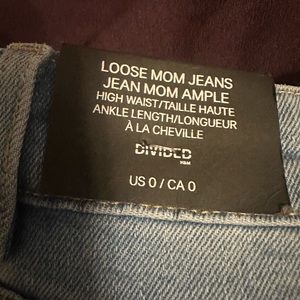 LOOSE MOM JEANS
JEAN MOM AMPLE
HIGH WAIST/TAILLE HAUTE
ANKLE LENGTH/LONGUEUR
À LA CHEVILLE
DIVIDED
H&M
US 0 / CA 0